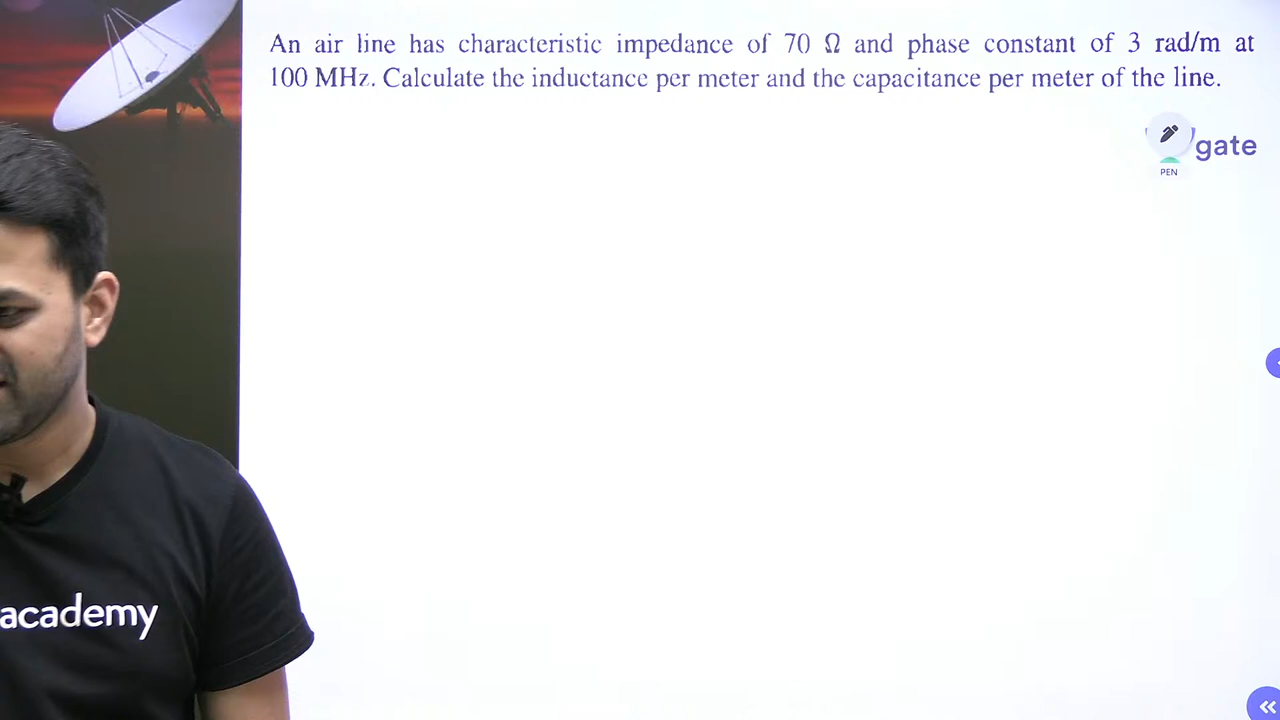 An air line has characteristic impedance of 70 Ω and phase constant of 3 rad/m at
100 MHz. Calculate the inductance per meter and the capacitance per meter of the line.
gate
PEN
academy